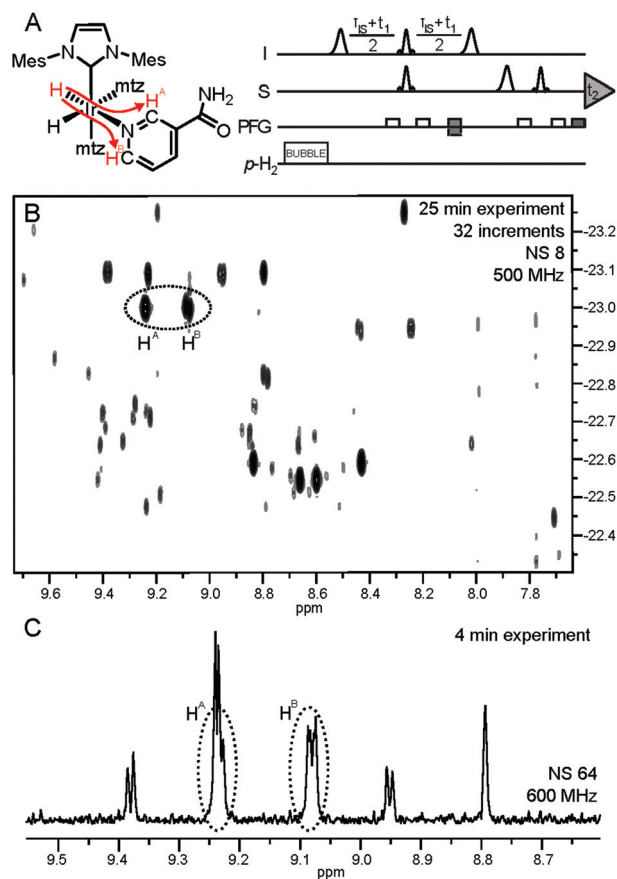 A
N
N
Mes
Mes
H
mtz
Ir
H
A
NH2
H
N
O
mtz
H
B
I
τIS+t1
2
τIS+t1
2
S
t2
PFG
p-H2
BUBBLE
B
25 min experiment
32 increments
NS 8
500 MHz
HA
HB
-23.2
-23.1
-23.0
-22.9
-22.8
-22.7
-22.6
-22.5
-22.4
9.6 9.4 9.2 9.0 8.8 8.6 8.4 8.2 8.0 7.8
ppm
C
4 min experiment
HA
HB
NS 64
600 MHz
9.5 9.4 9.3 9.2 9.1 9.0 8.9 8.8 8.7
ppm